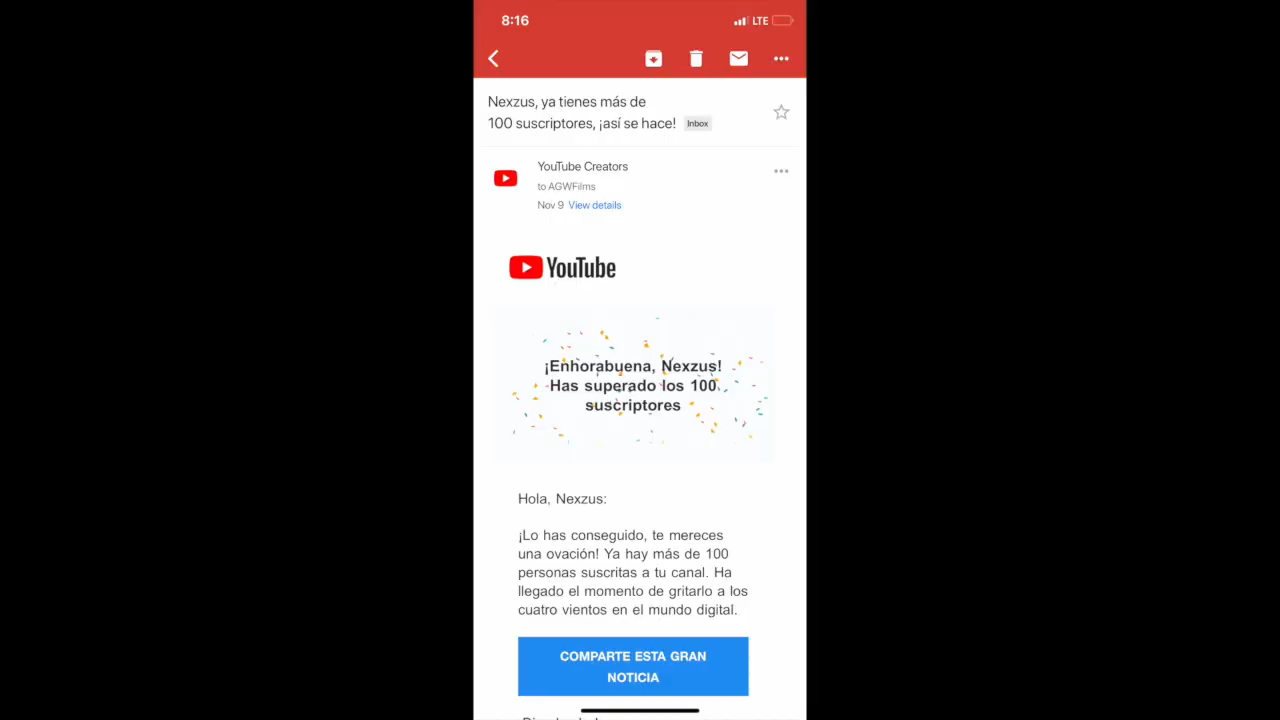 8:16
LTE
Nexzus, ya tienes más de
100 suscriptores, ¡así se hace! Inbox
YouTube Creators
to AGWFilms
Nov 9 View details
YouTube
¡Enhorabuena, Nexzus!
Has superado los 100
suscriptores
Hola, Nexzus:
¡Lo has conseguido, te mereces
una ovación! Ya hay más de 100
personas suscritas a tu canal. Ha
llegado el momento de gritarlo a los
cuatro vientos en el mundo digital.
COMPARTE ESTA GRAN
NOTICIA